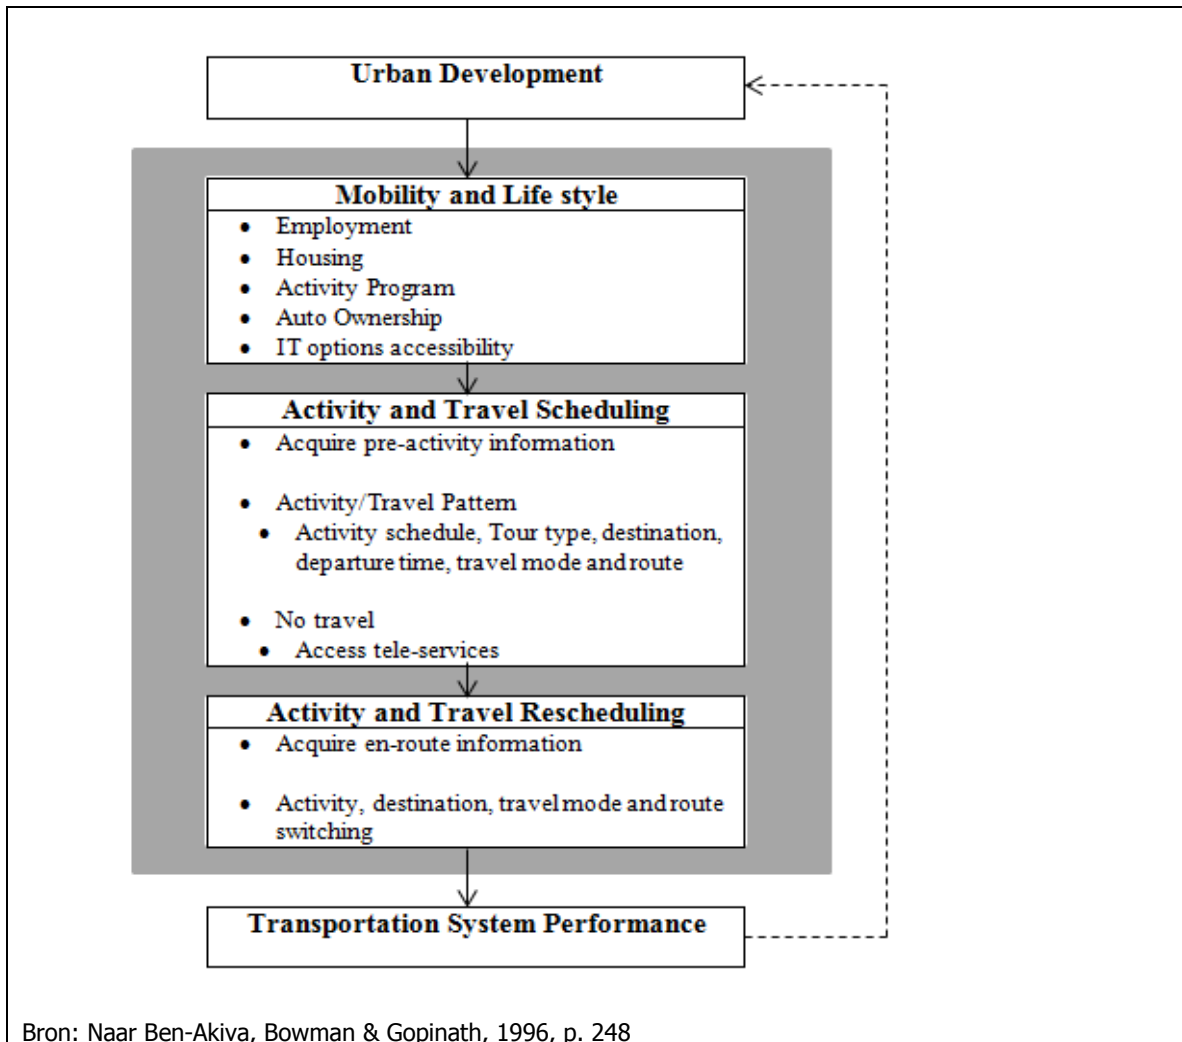 Urban Development
Mobility and Life style
• Employment
• Housing
• Activity Program
• Auto Ownership
• IT options accessibility
Activity and Travel Scheduling
• Acquire pre-activity information
• Activity/Travel Pattern
• Activity schedule, Tour type, destination,
departure time, travel mode and route
• No travel
• Access tele-services
Activity and Travel Rescheduling
• Acquire en-route information
• Activity, destination, travel mode and route
switching
Transportation System Performance
Bron: Naar Ben-Akiva, Bowman & Gopinath, 1996, p. 248